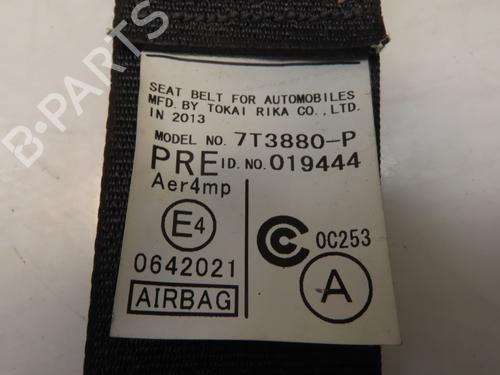 SEAT BELT FOR AUTOMOBILES
MFD. BY TOKAI RIKA CO., LTD.
IN 2013
MODEL NO. 7T3880-P
PRE ID. NO. 019444
Aer4mp
E4
CCC 0C253
0642021
A
AIRBAG
B-PARTS